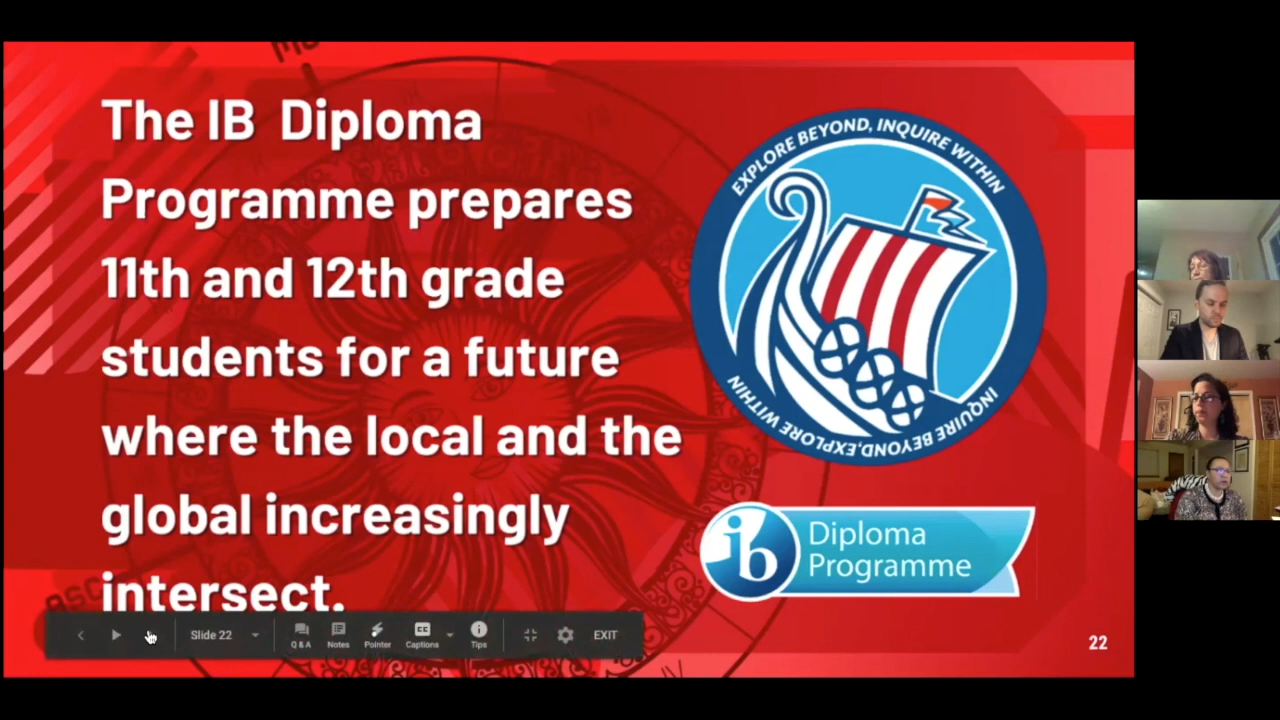 The IB Diploma
Programme prepares
11th and 12th grade
students for a future
where the local and the
global increasingly
intersect.
EXPLORE BEYOND, INQUIRE WITHIN
INQUIRE BEYOND,EXPLORE WITHIN
ib
Diploma
Programme
Slide 22
Q & A
Notes
Pointer
CC
Captions
Tips
EXIT
22